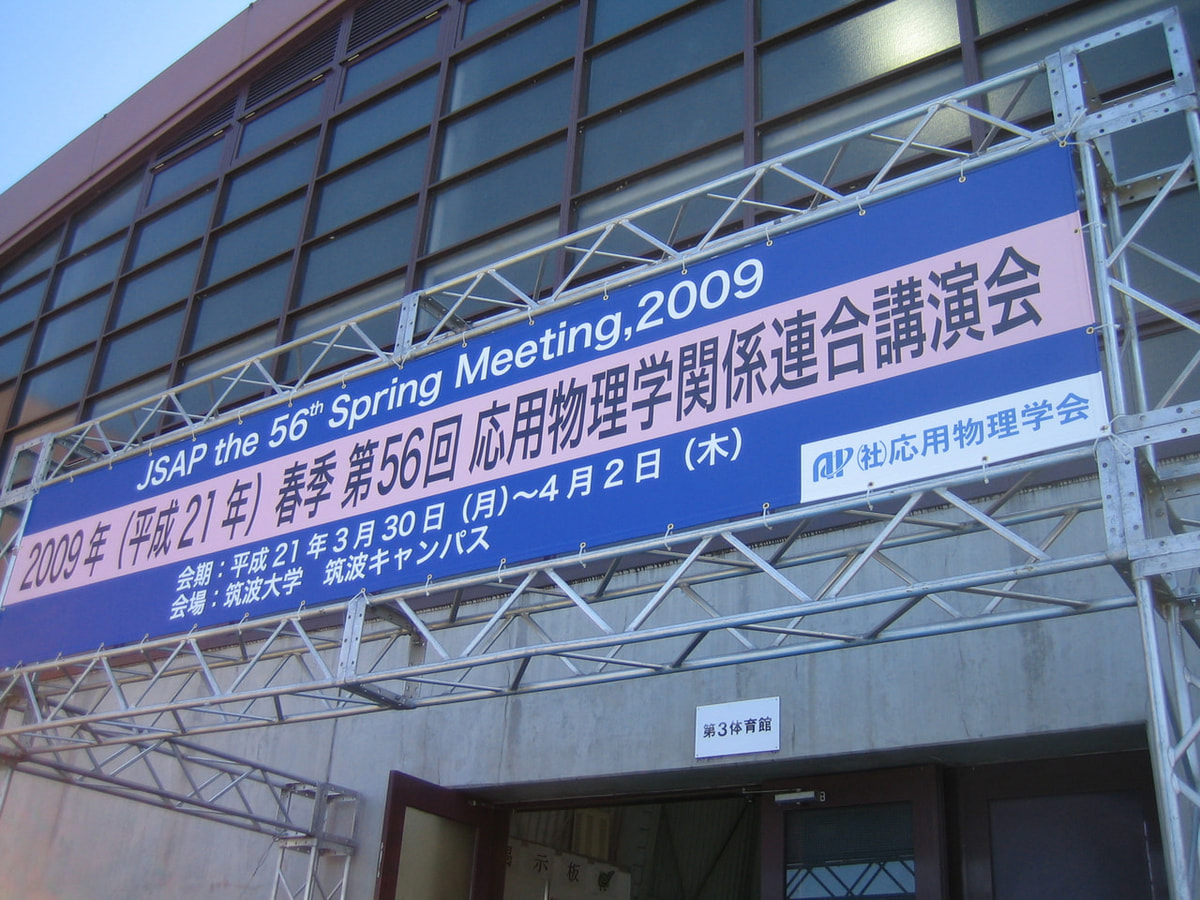 JSAP the 56th Spring Meeting,2009
2009年（平成21年）春季 第56回 応用物理学関係連合講演会
会期：平成21年3月30日（月）～4月2日（木）
会場：筑波大学 筑波キャンパス
㈳応用物理学会
第3体育館
示板